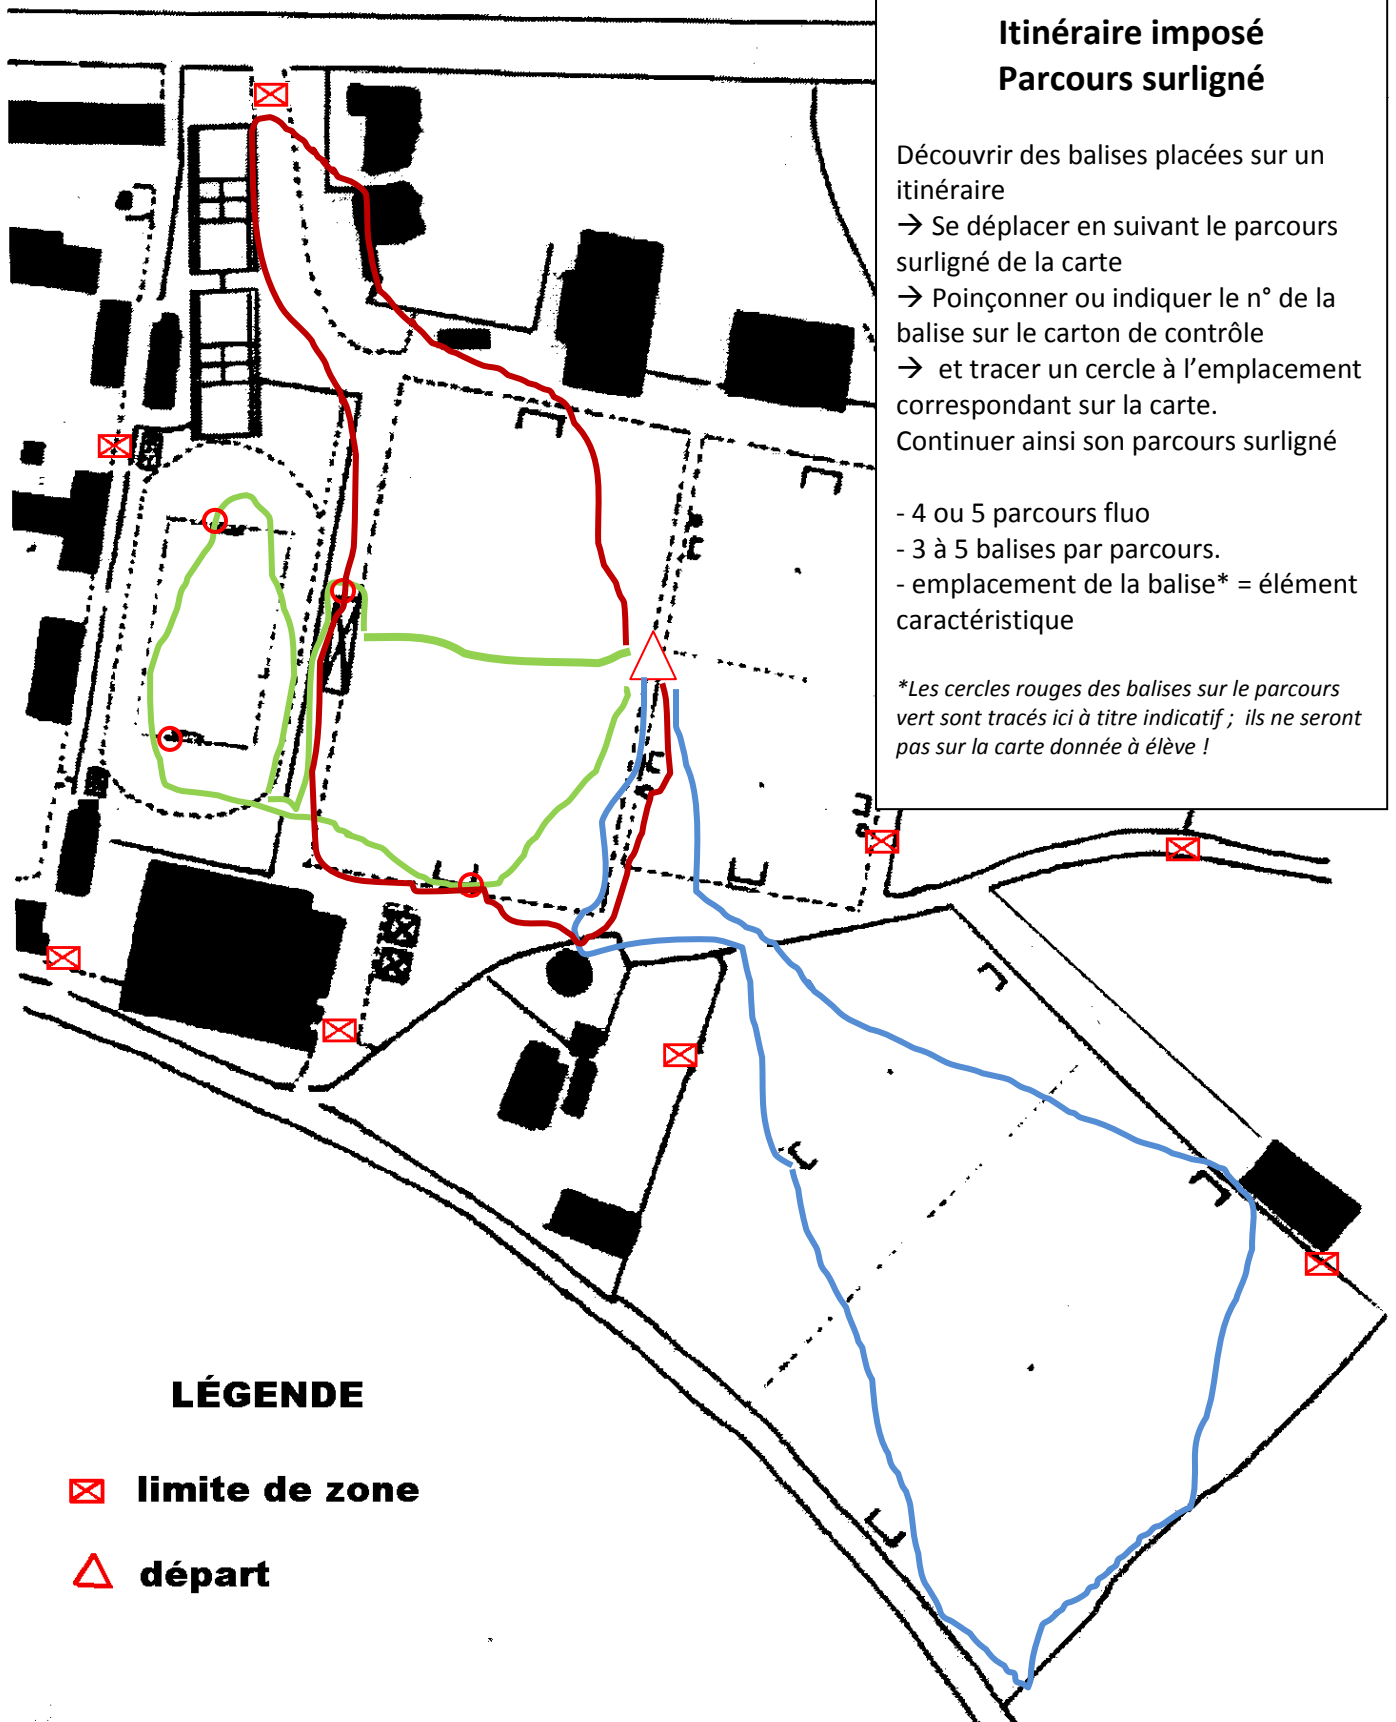 Itinéraire imposé
Parcours surligné
Découvrir des balises placées sur un
itinéraire
→ Se déplacer en suivant le parcours
surligné de la carte
→ Poinçonner ou indiquer le n° de la
balise sur le carton de contrôle
→ et tracer un cercle à l’emplacement
correspondant sur la carte.
Continuer ainsi son parcours surligné
- 4 ou 5 parcours fluo
- 3 à 5 balises par parcours.
- emplacement de la balise* = élément
caractéristique
*Les cercles rouges des balises sur le parcours
vert sont tracés ici à titre indicatif ; ils ne seront
pas sur la carte donnée à élève !
LÉGENDE
limite de zone
départ